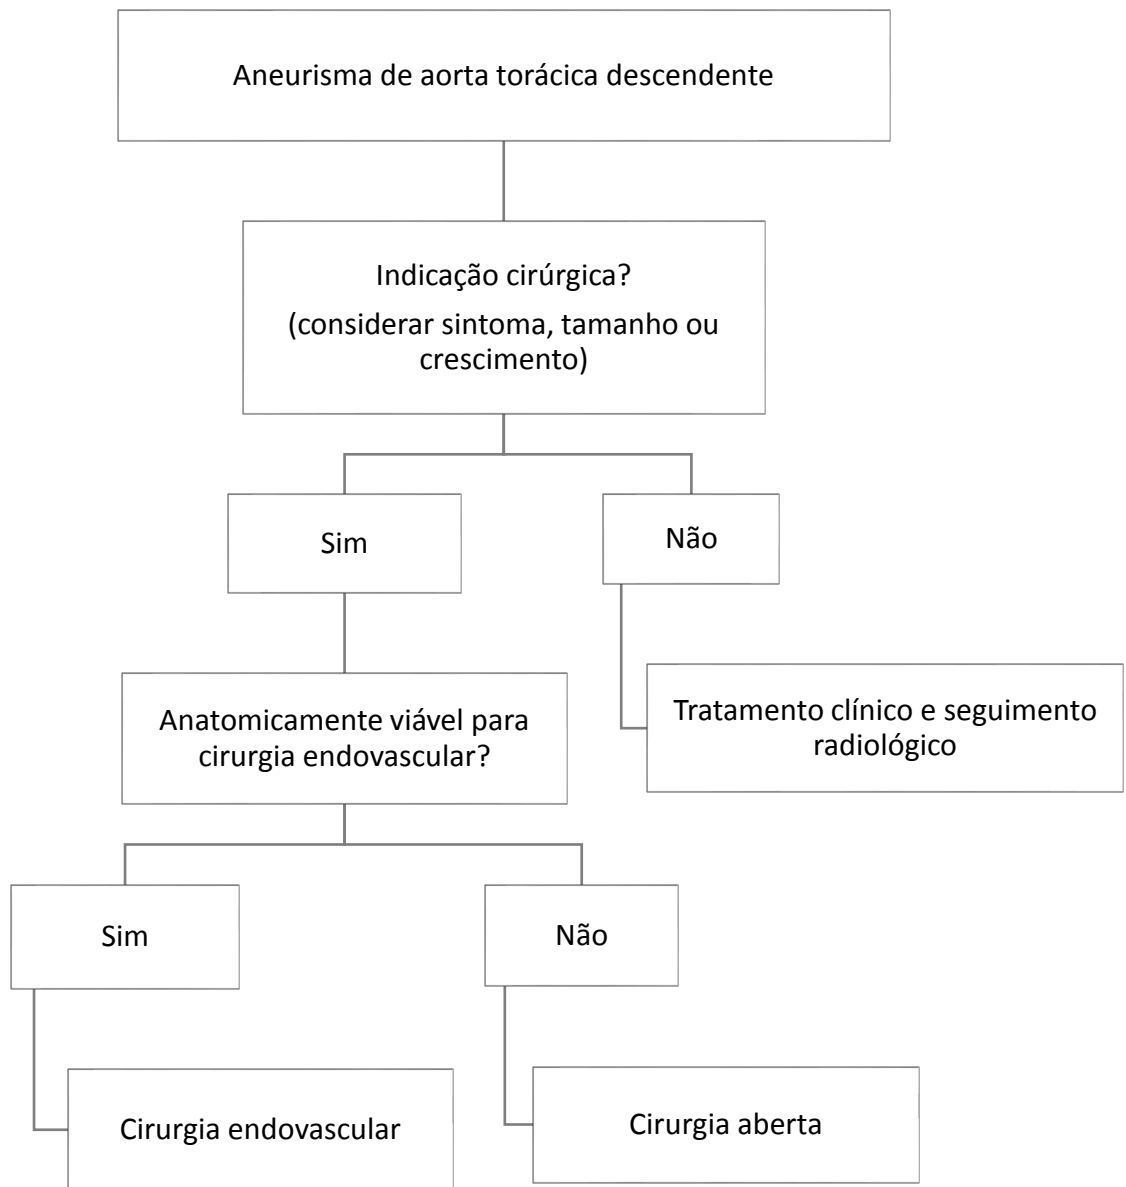 Aneurisma de aorta torácica descendente
Indicação cirúrgica?
(considerar sintoma, tamanho ou
crescimento)
Sim
Não
Anatomicamente viável para
cirurgia endovascular?
Tratamento clínico e seguimento
radiológico
Sim
Não
Cirurgia endovascular
Cirurgia aberta